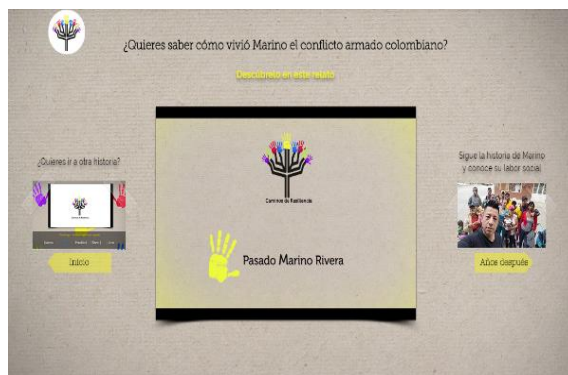 ¿Quieres saber cómo vivió Marino el conflicto armado colombiano?
Descúbrelo en este relato
¿Quieres ir a otra historia?
Inicio
Caminos de Resiliencia
Pasado Marino Rivera
Sigue la historia de Marino
y conoce su labor social
Años después